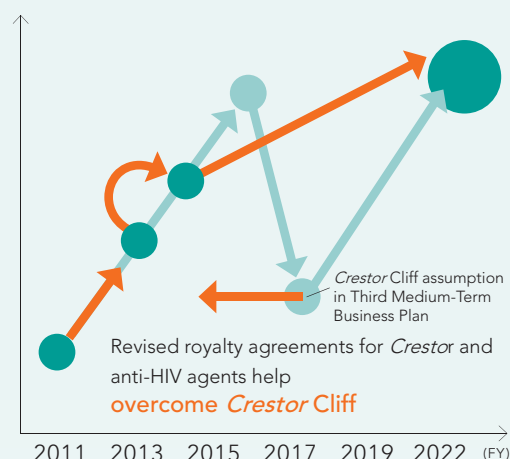 Crestor Cliff assumption
in Third Medium-Term
Business Plan
Revised royalty agreements for Crestor and
anti-HIV agents help
overcome Crestor Cliff
2011 2013 2015 2017 2019 2022 (FY)